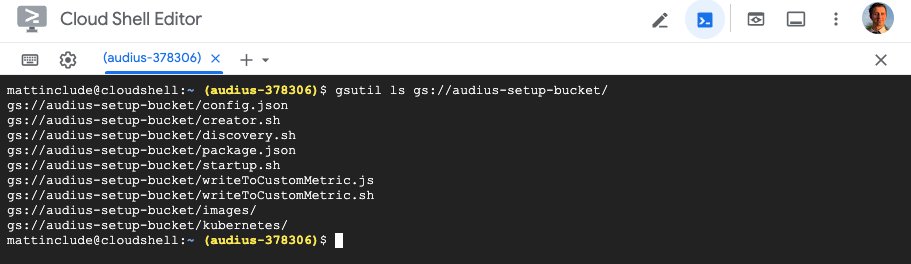 Cloud Shell Editor
(audius-378306)
mattinclude@cloudshell:~ (audius-378306)$ gsutil ls gs://audius-setup-bucket/
gs://audius-setup-bucket/config.json
gs://audius-setup-bucket/creator.sh
gs://audius-setup-bucket/discovery.sh
gs://audius-setup-bucket/package.json
gs://audius-setup-bucket/startup.sh
gs://audius-setup-bucket/writeToCustomMetric.js
gs://audius-setup-bucket/writeToCustomMetric.sh
gs://audius-setup-bucket/images/
gs://audius-setup-bucket/kubernetes/
mattinclude@cloudshell:~ (audius-378306)$